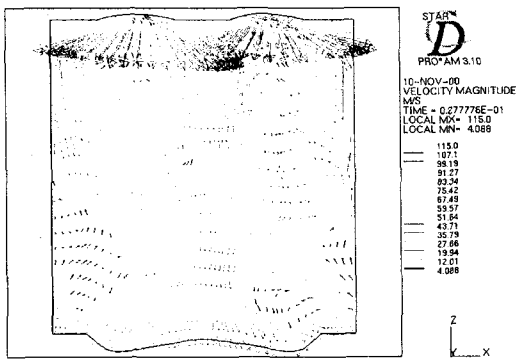 STAR™
D
PRO*AM 3.10
10-NOV-00
VELOCITY MAGNITUDE
M/S
TIME = 0.277776E-01
LOCAL MX= 115.0
LOCAL MN= 4.088
115.0
107.1
99.19
91.27
83.34
75.42
67.49
59.57
51.64
43.71
35.79
27.86
19.94
12.01
4.088
Z
Y X